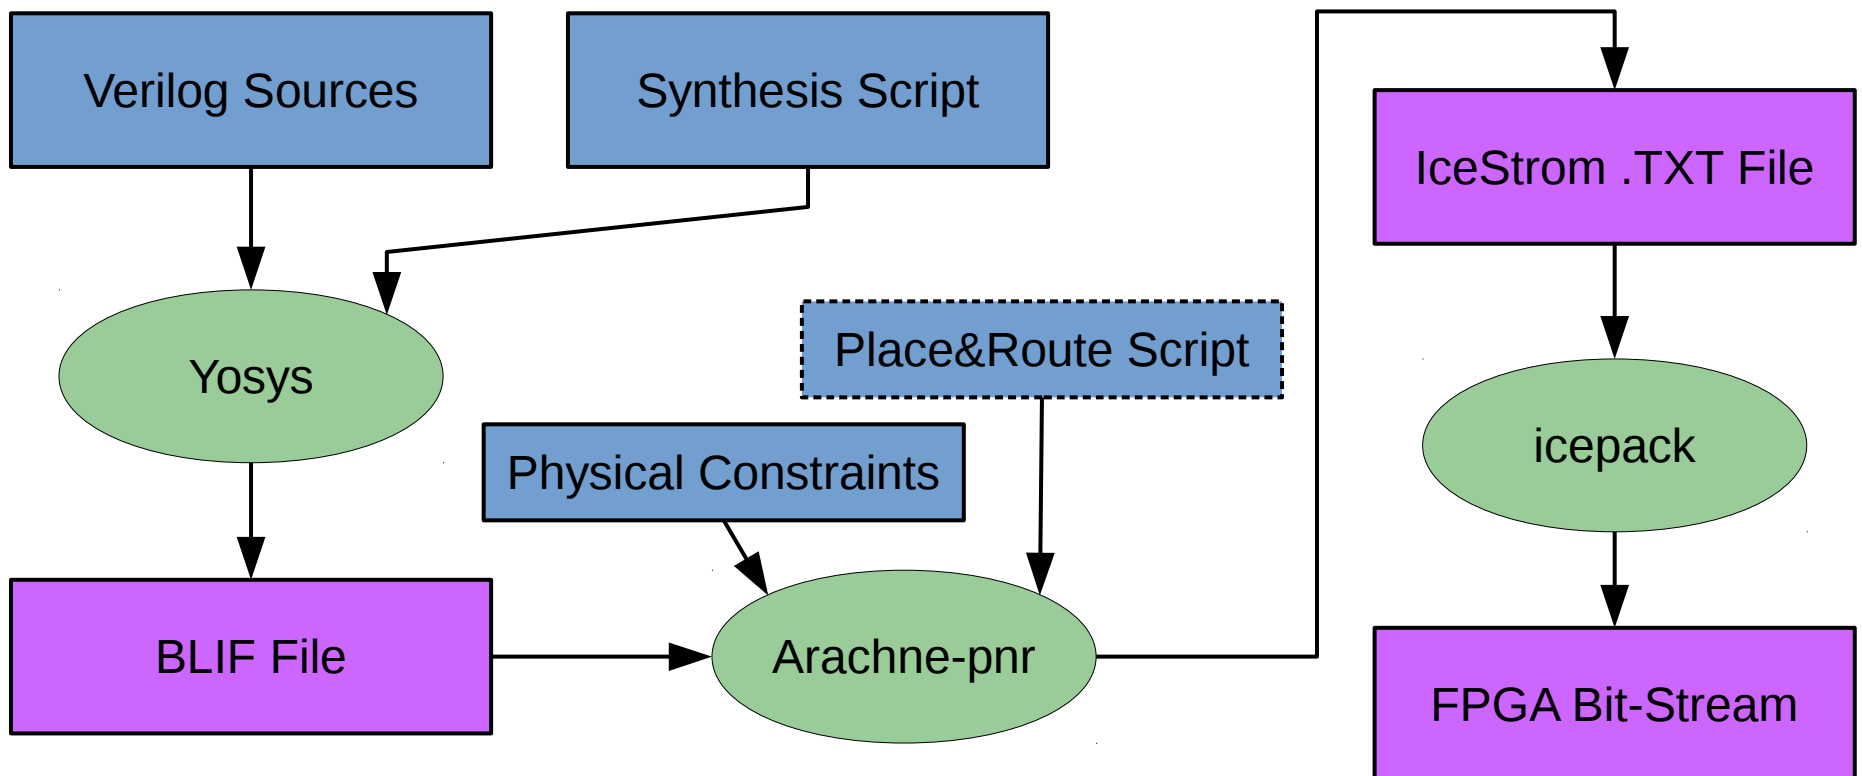 Verilog Sources
Synthesis Script
IceStrom .TXT File
Place&Route Script
Yosys
icepack
Physical Constraints
BLIF File
Arachne-pnr
FPGA Bit-Stream